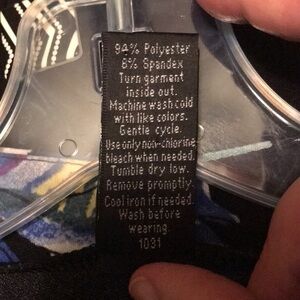 94% Polyester
6% Spandex
Turn garment
inside out.
Machine wash cold
with like colors.
Gentle cycle.
Use only non-chlorine
bleach when needed.
Tumble dry low.
Remove promptly.
Cool iron if needed.
Wash before
wearing.
1031